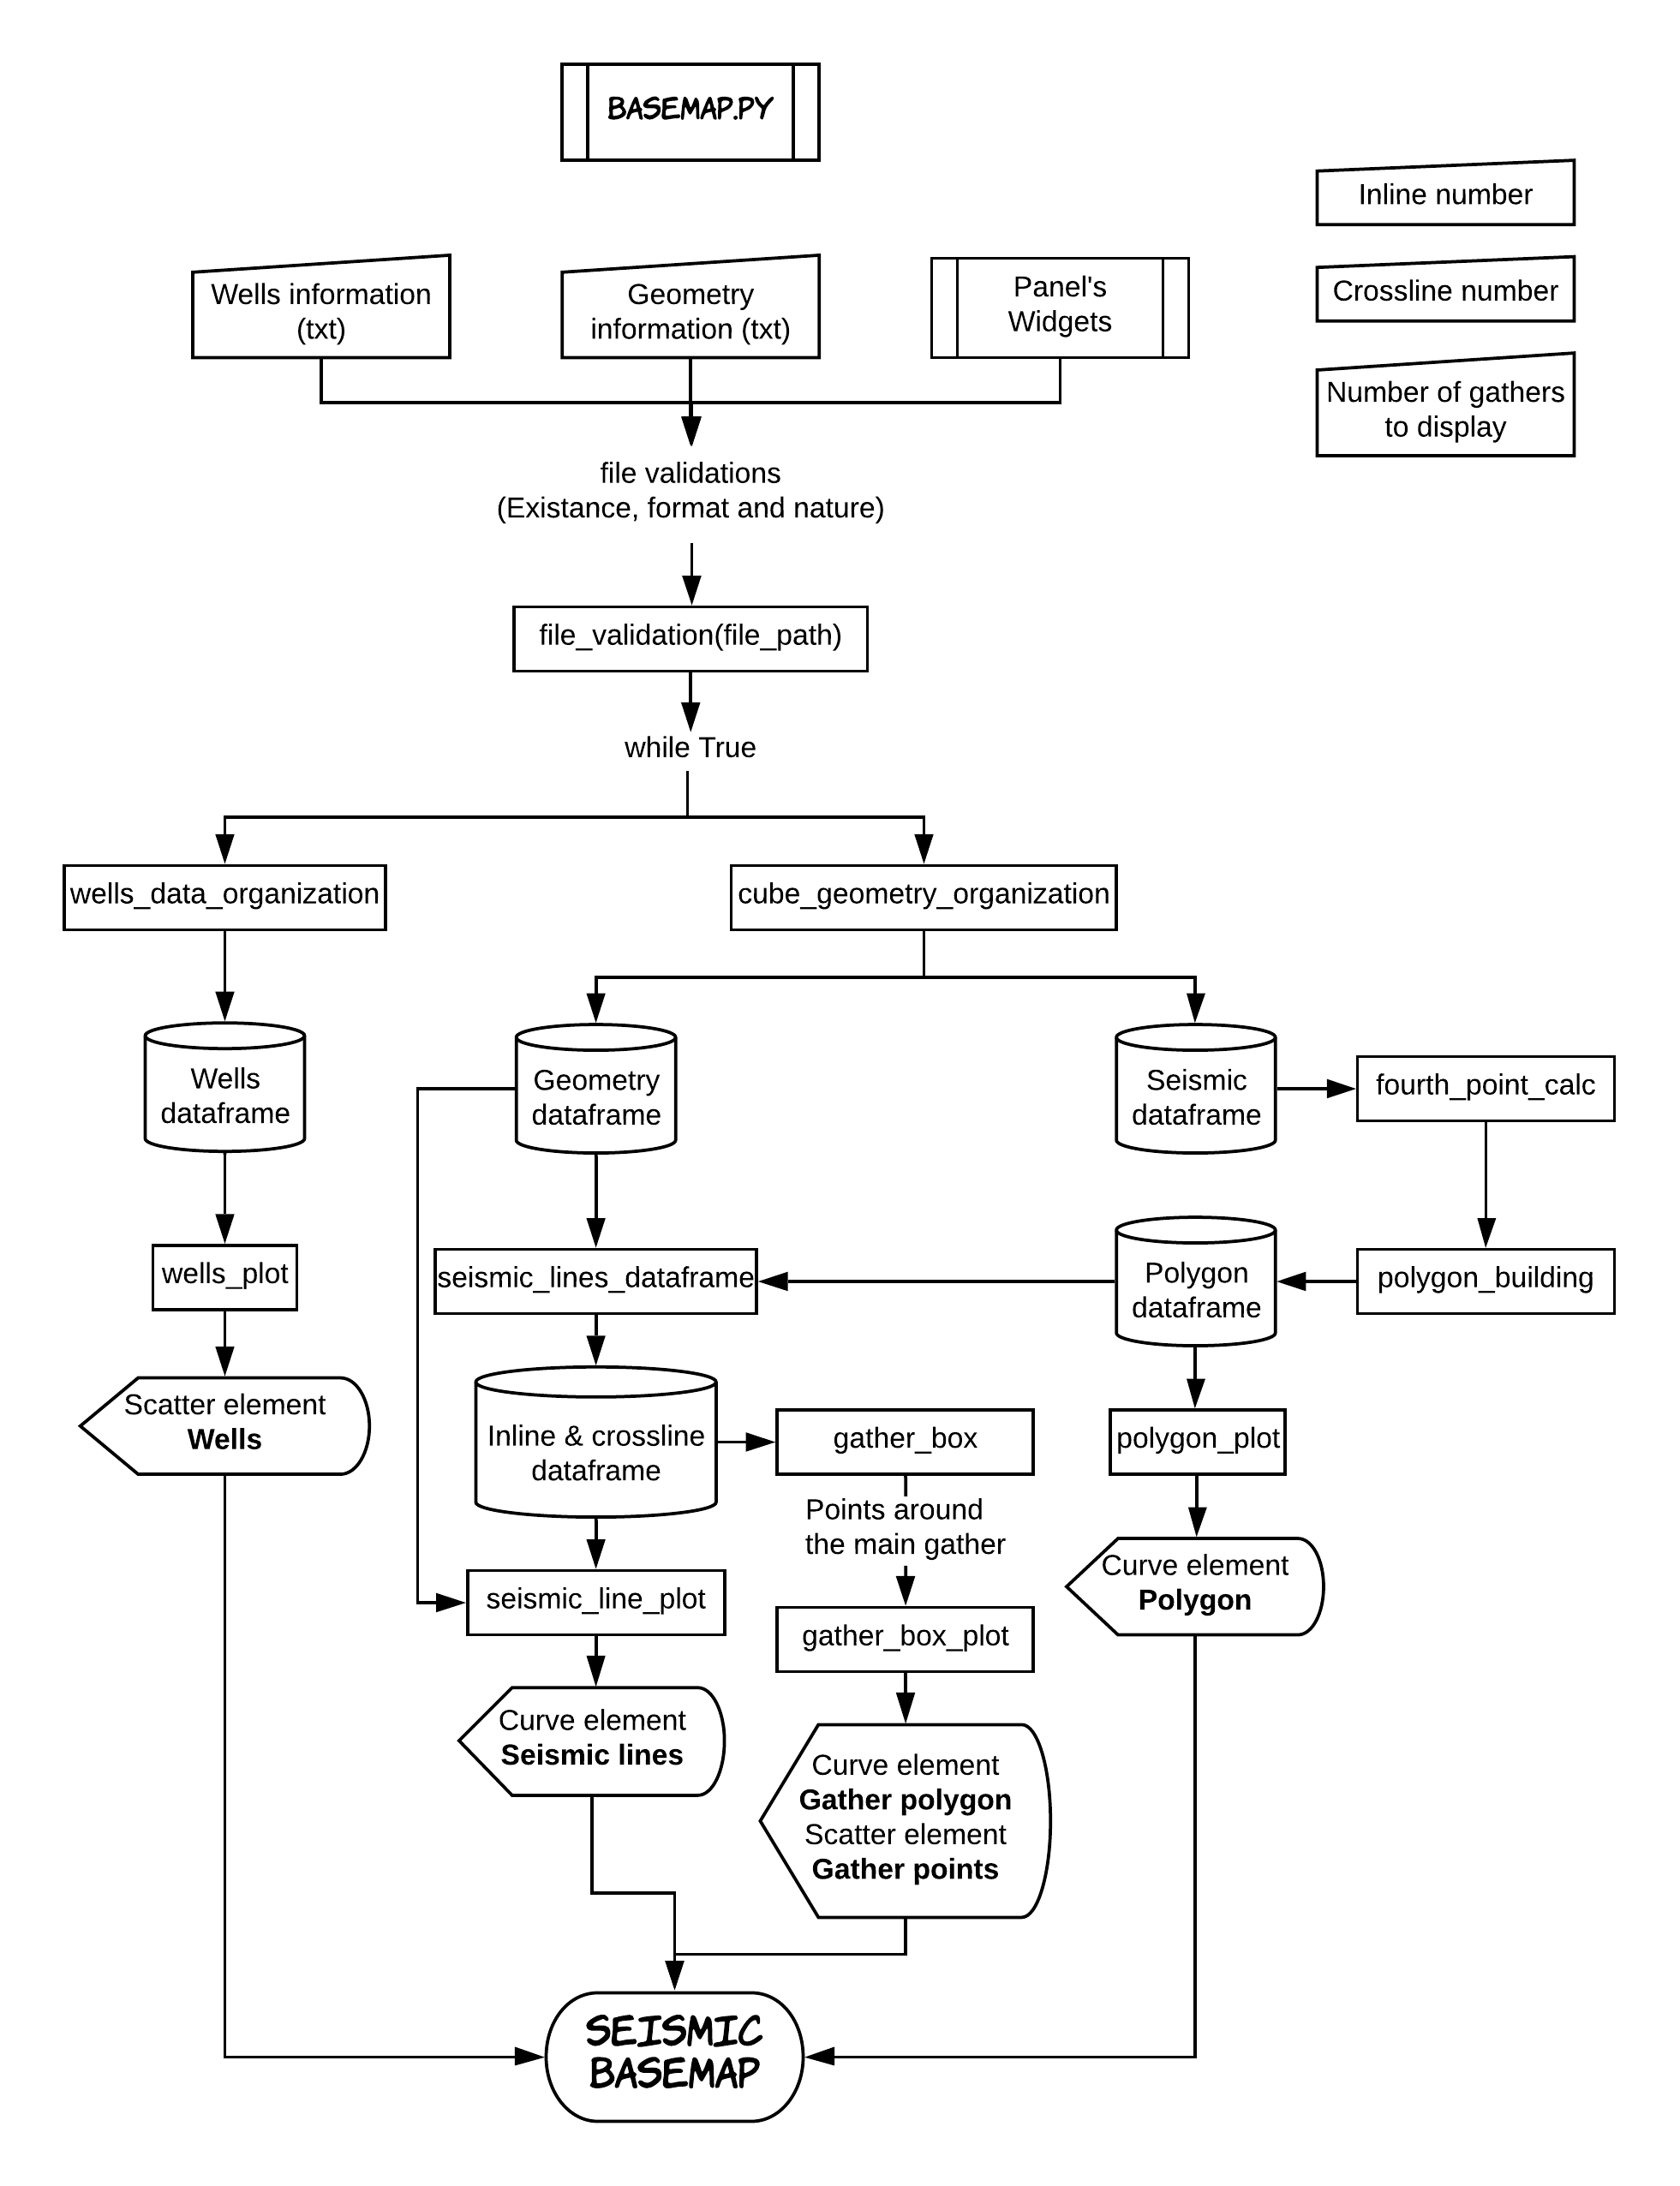 BASEMAP.PY
Inline number
Crossline number
Number of gathers
to display
Wells information
(txt)
Geometry
information (txt)
Panel's
Widgets
file validations
(Existance, format and nature)
file_validation(file_path)
while True
wells_data_organization
cube_geometry_organization
Wells
dataframe
Geometry
dataframe
Seismic
dataframe
fourth_point_calc
wells_plot
seismic_lines_dataframe
Polygon
dataframe
polygon_building
Scatter element
Wells
Inline & crossline
dataframe
gather_box
polygon_plot
Points around
the main gather
Curve element
Polygon
seismic_line_plot
gather_box_plot
Curve element
Seismic lines
Curve element
Gather polygon
Scatter element
Gather points
SEISMIC
BASEMAP